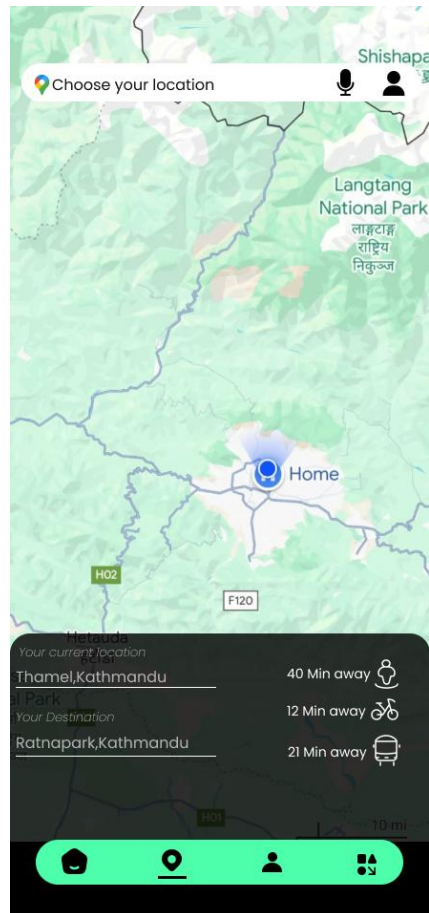 Shishapa
Choose your location
Langtang
National Park
लाङ्टाङ्ग
राष्ट्रिय
निकुञ्ज
Home
H02
F120
Hetauda
Your current location
Thamel,Kathmandu
40 Min away
Park
12 Min away
Your Destination
Ratnapark,Kathmandu
21 Min away
H01
10 mi